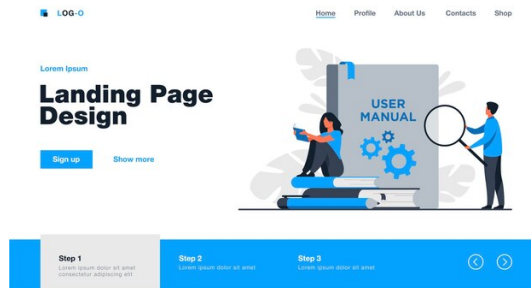 LOG-O
Home Profile About Us Contacts Shop
Lorem Ipsum
Landing Page
Design
Sign up Show more
USER
MANUAL
Step 1
Lorem ipsum dolor sit amet
consectetur adipiscing elit
Step 2
Lorem ipsum dolor sit amet
Step 3
Lorem ipsum dolor sit amet